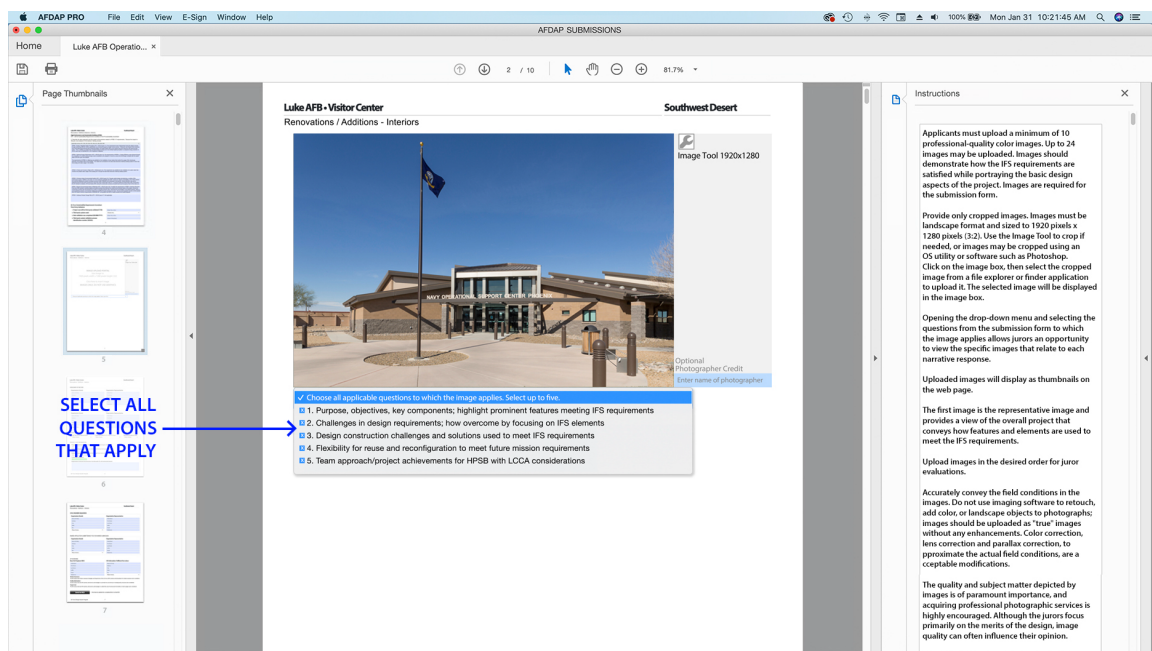 AFDAP PRO File Edit View E-Sign Window Help 100% Mon Jan 31 10:21:45 AM
AFDAP SUBMISSIONS
Home Luke AFB Operatio... ×
2 / 10 81.7%
Page Thumbnails ×
4
5
6
7
SELECT ALL
QUESTIONS
THAT APPLY
Luke AFB • Visitor Center Southwest Desert
Renovations / Additions - Interiors
Image Tool 1920x1280
NAVY OPERATIONAL SUPPORT CENTER PHOENIX
Optional
Photographer Credit
Enter name of photographer
✓ Choose all applicable questions to which the image applies. Select up to five.
1. Purpose, objectives, key components; highlight prominent features meeting IFS requirements
2. Challenges in design requirements; how overcome by focusing on IFS elements
3. Design construction challenges and solutions used to meet IFS requirements
4. Flexibility for reuse and reconfiguration to meet future mission requirements
5. Team approach/project achievements for HPSB with LCCA considerations
Instructions ×
Applicants must upload a minimum of 10
professional-quality color images. Up to 24
images may be uploaded. Images should
demonstrate how the IFS requirements are
satisfied while portraying the basic design
aspects of the project. Images are required for
the submission form.
Provide only cropped images. Images must be
landscape format and sized to 1920 pixels x
1280 pixels (3:2). Use the Image Tool to crop if
needed, or images may be cropped using an
OS utility or software such as Photoshop.
Click on the image box, then select the cropped
image from a file explorer or finder application
to upload it. The selected image will be displayed
in the image box.
Opening the drop-down menu and selecting the
questions from the submission form to which
the image applies allows jurors an opportunity
to view the specific images that relate to each
narrative response.
Uploaded images will display as thumbnails on
the web page.
The first image is the representative image and
provides a view of the overall project that
conveys how features and elements are used to
meet the IFS requirements.
Upload images in the desired order for juror
evaluations.
Accurately convey the field conditions in the
images. Do not use imaging software to retouch,
add color, or landscape objects to photographs;
images should be uploaded as "true" images
without any enhancements. Color correction,
lens correction and parallax correction, to
pproximate the actual field conditions, are a
cceptable modifications.
The quality and subject matter depicted by
images is of paramount importance, and
acquiring professional photographic services is
highly encouraged. Although the jurors focus
primarily on the merits of the design, image
quality can often influence their opinion.